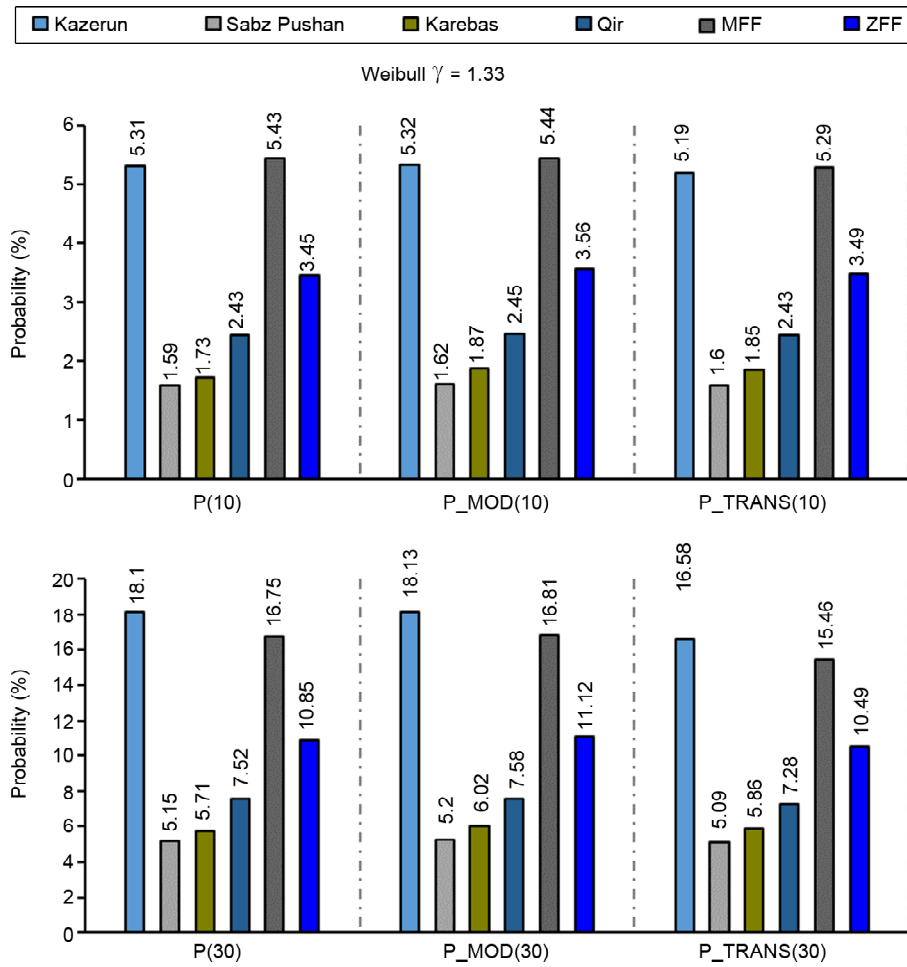 Kazerun Sabz Pushan Karebas Qir MFF ZFF
Weibull γ = 1.33
Probability (%)
6
5
4
3
2
1
0
5.31 1.59 1.73 2.43 5.43 3.45
5.32 1.62 1.87 2.45 5.44 3.56
5.19 1.6 1.85 2.43 5.29 3.49
P(10) P_MOD(10) P_TRANS(10)
Probability (%)
20
18
16
14
12
10
8
6
4
2
0
18.1 5.15 5.71 7.52 16.75 10.85
18.13 5.2 6.02 7.58 16.81 11.12
16.58 5.09 5.86 7.28 15.46 10.49
P(30) P_MOD(30) P_TRANS(30)